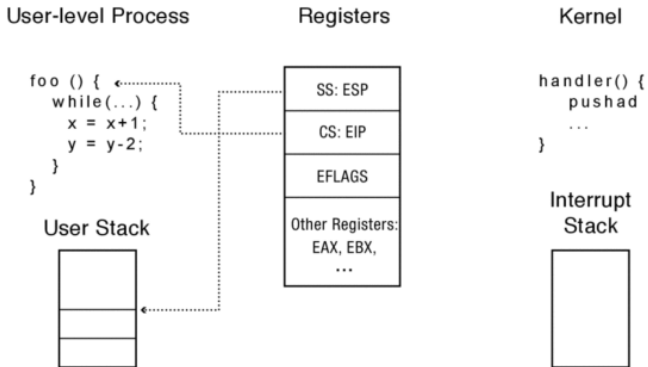 User-level Process
Registers
Kernel
foo () {
while(...) {
x = x+1;
y = y-2;
}
}
User Stack
SS: ESP
CS: EIP
EFLAGS
Other Registers:
EAX, EBX,
...
handler() {
pushad
...
}
Interrupt
Stack